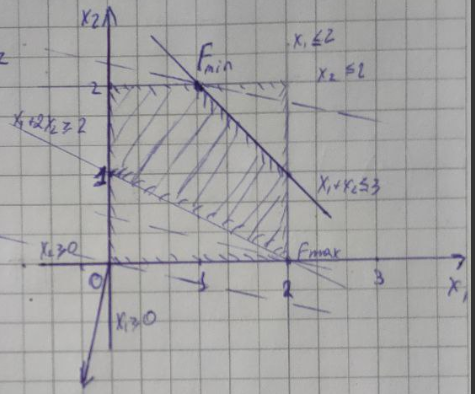 x₂
x₁ ≤ 2
Fmin
x₂ ≤ 2
2
2
x₁+2x₂ ≥ 2
1
x₁+x₂ ≤ 3
x₂ ≥ 0
Fmax
0
1
2
3
x₁
x₁ ≥ 0